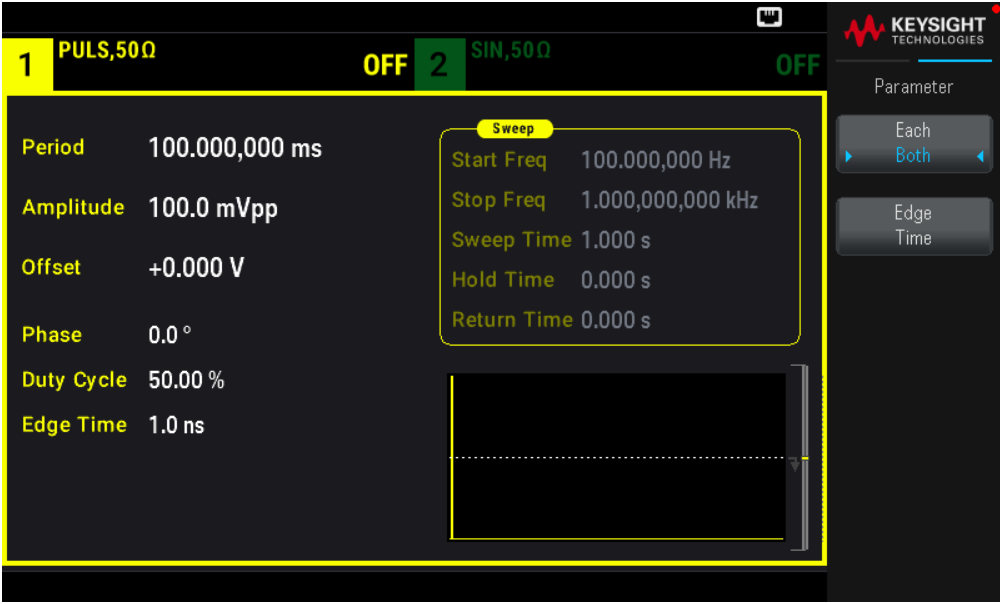 KEYSIGHT
TECHNOLOGIES
1 PULS,50Ω OFF 2 SIN,50Ω OFF
Parameter
Each
Both
Edge
Time
Period 100.000,000 ms
Amplitude 100.0 mVpp
Offset +0.000 V
Phase 0.0 °
Duty Cycle 50.00 %
Edge Time 1.0 ns
Sweep
Start Freq 100.000,000 Hz
Stop Freq 1.000,000,000 kHz
Sweep Time 1.000 s
Hold Time 0.000 s
Return Time 0.000 s